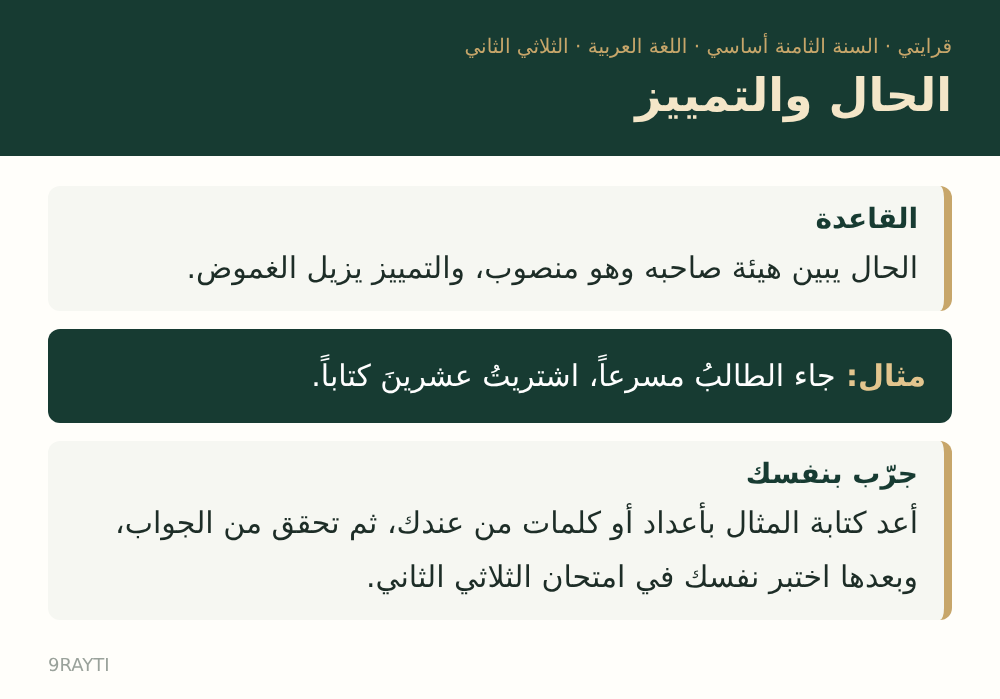 قرايتي · السنة الثامنة أساسي · اللغة العربية · الثلاثي الثاني
الحال والتمييز
القاعدة
الحال يبين هيئة صاحبه وهو منصوب، والتمييز يزيل الغموض.
مثال: جاء الطالبُ مسرعاً، اشتريتُ عشرينَ كتاباً.
جرّب بنفسك
أعد كتابة المثال بأعداد أو كلمات من عندك، ثم تحقق من الجواب،
وبعدها اختبر نفسك في امتحان الثلاثي الثاني.
9RAYTI